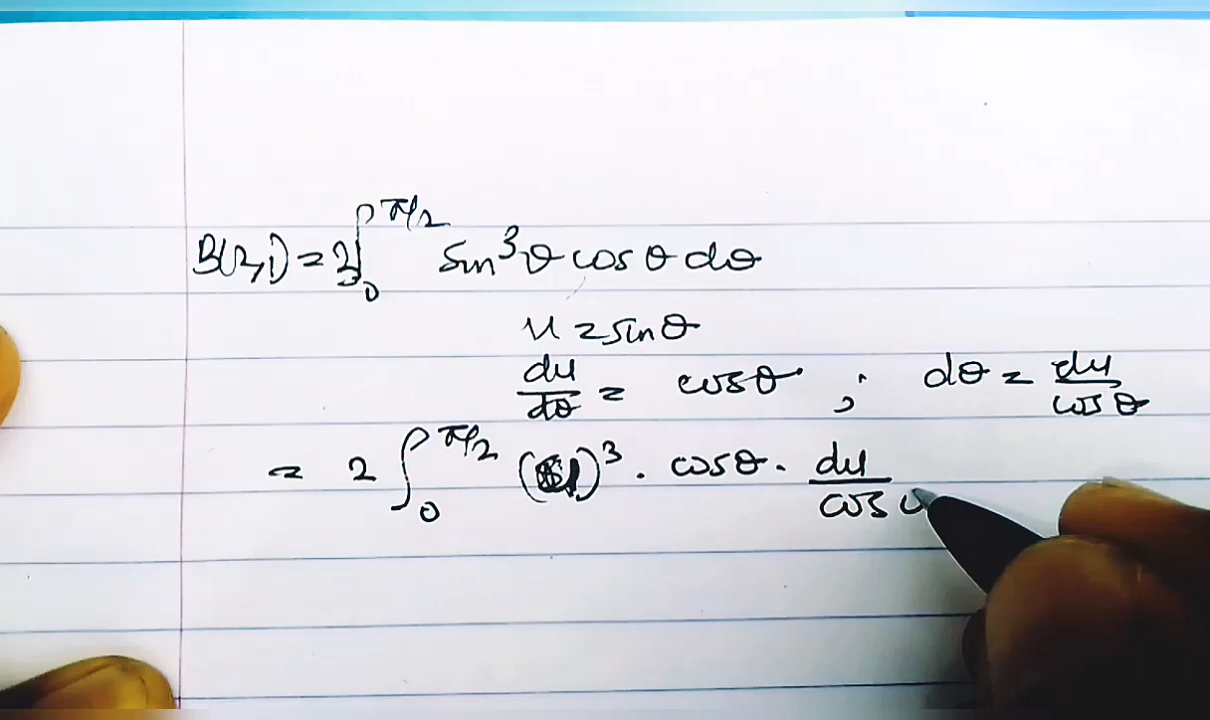 B(2,1) = 2∫₀^π/2 sin³θ cosθ dθ
u = sinθ
du/dθ = cosθ ; dθ = du/cosθ
= 2 ∫₀^π/2 ( )³ · cosθ · du/cos